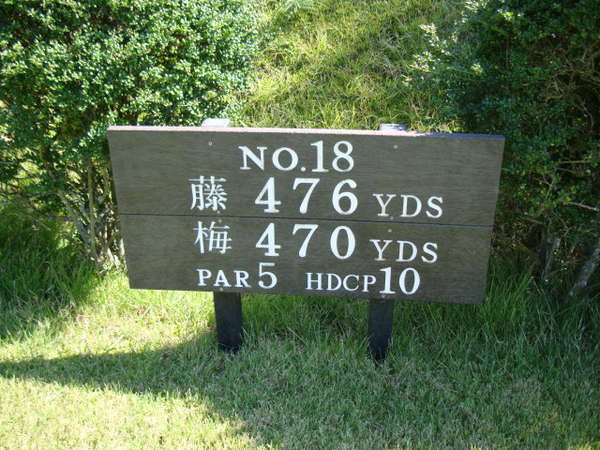 NO.18
藤 476 YDS
梅 470 YDS
PAR 5 HDCP 10